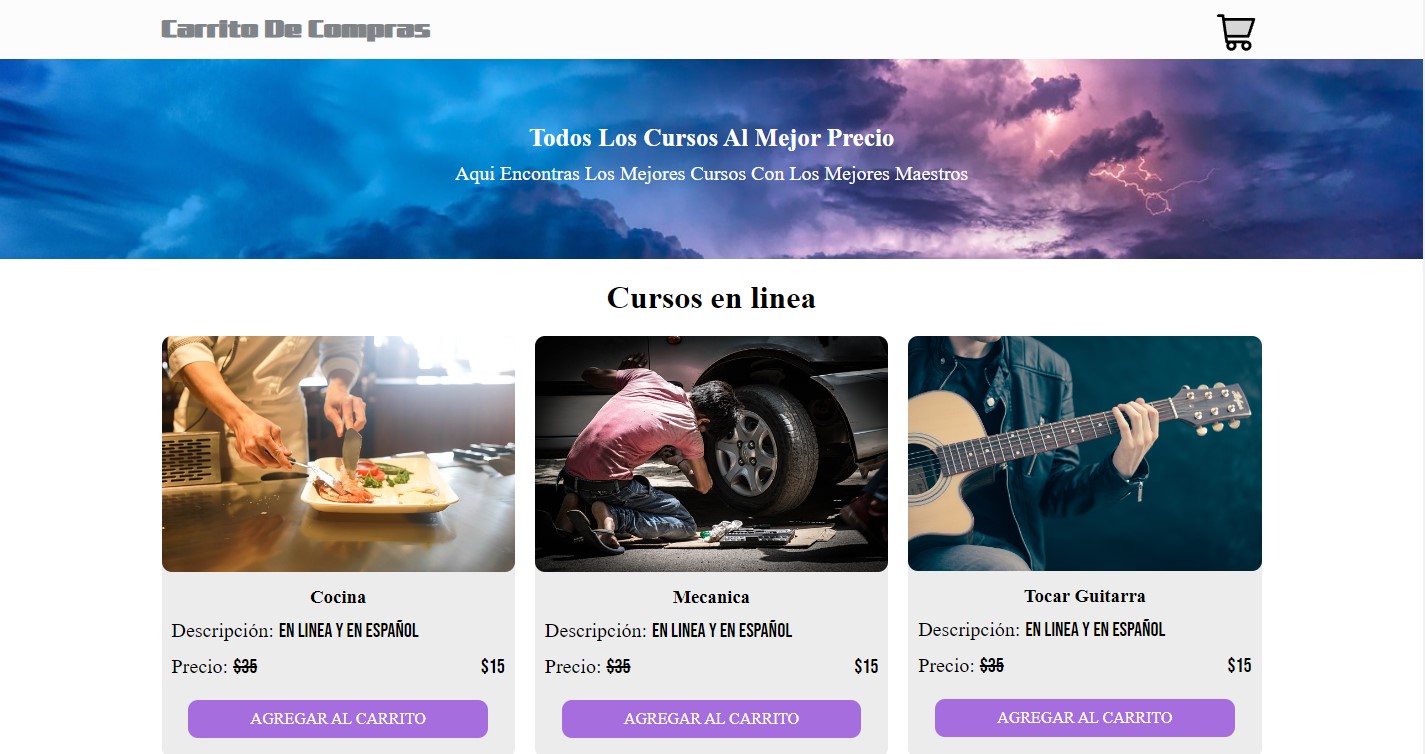 Carrito De Compras
Todos Los Cursos Al Mejor Precio
Aqui Encontras Los Mejores Cursos Con Los Mejores Maestros
Cursos en linea
Cocina
Descripción: EN LINEA Y EN ESPAÑOL
Precio: $35 $15
AGREGAR AL CARRITO
Mecanica
Descripción: EN LINEA Y EN ESPAÑOL
Precio: $35 $15
AGREGAR AL CARRITO
Tocar Guitarra
Descripción: EN LINEA Y EN ESPAÑOL
Precio: $35 $15
AGREGAR AL CARRITO